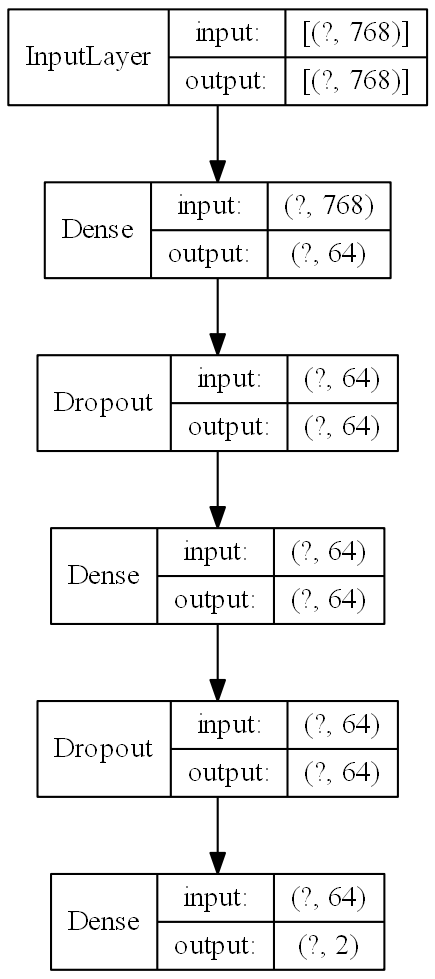 InputLayer
input: [(?, 768)]
output: [(?, 768)]
Dense
input: (?, 768)
output: (?, 64)
Dropout
input: (?, 64)
output: (?, 64)
Dense
input: (?, 64)
output: (?, 64)
Dropout
input: (?, 64)
output: (?, 64)
Dense
input: (?, 64)
output: (?, 2)